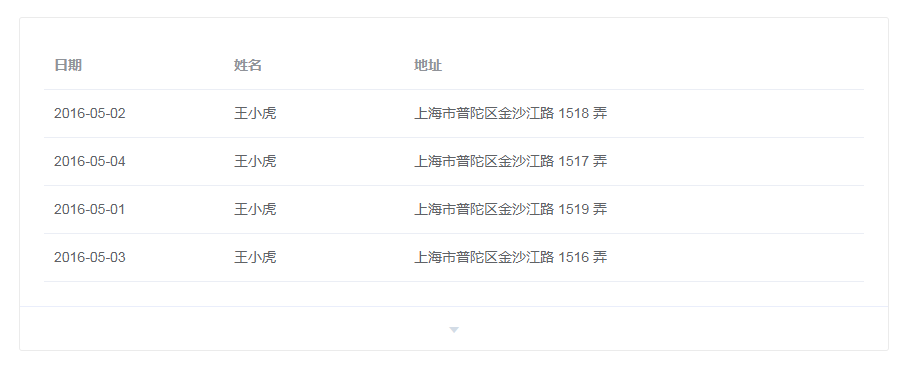 日期 姓名 地址
2016-05-02 王小虎 上海市普陀区金沙江路 1518 弄
2016-05-04 王小虎 上海市普陀区金沙江路 1517 弄
2016-05-01 王小虎 上海市普陀区金沙江路 1519 弄
2016-05-03 王小虎 上海市普陀区金沙江路 1516 弄